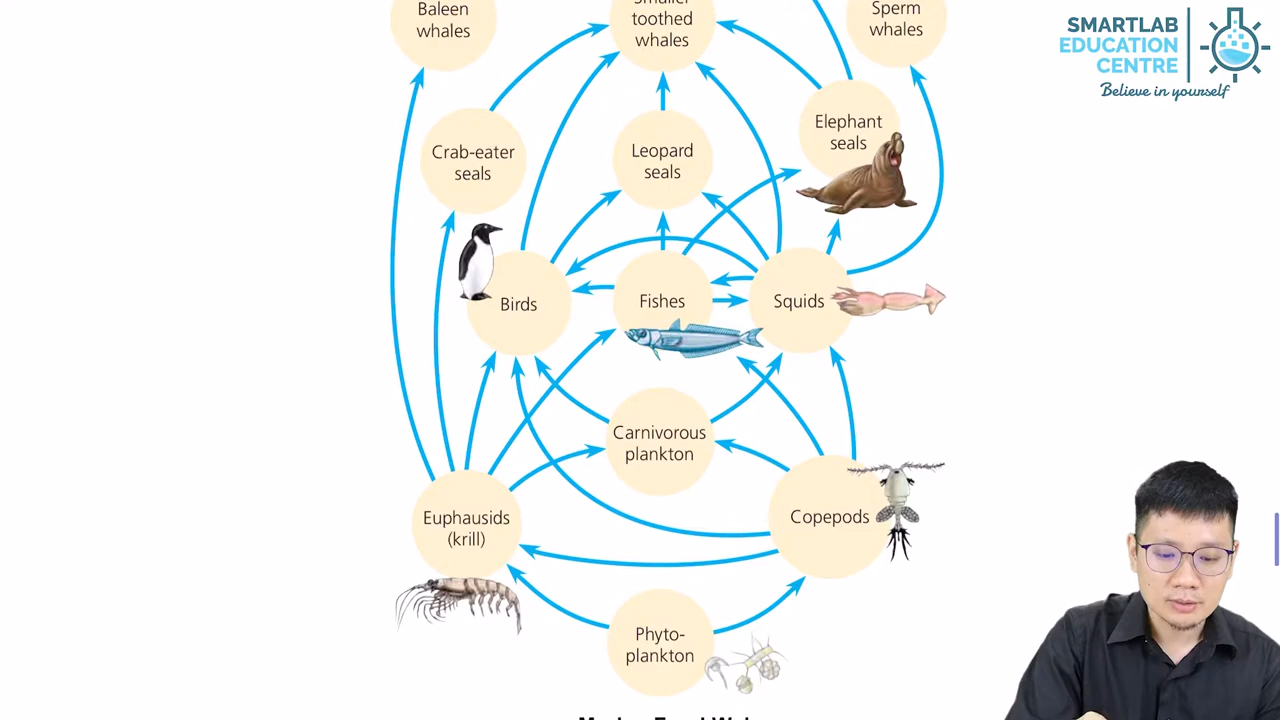 Baleen
whales
Smaller
toothed
whales
Sperm
whales
SMARTLAB
EDUCATION
CENTRE
Believe in yourself
Crab-eater
seals
Leopard
seals
Elephant
seals
Birds
Fishes
Squids
Carnivorous
plankton
Euphausids
(krill)
Copepods
Phyto-
plankton